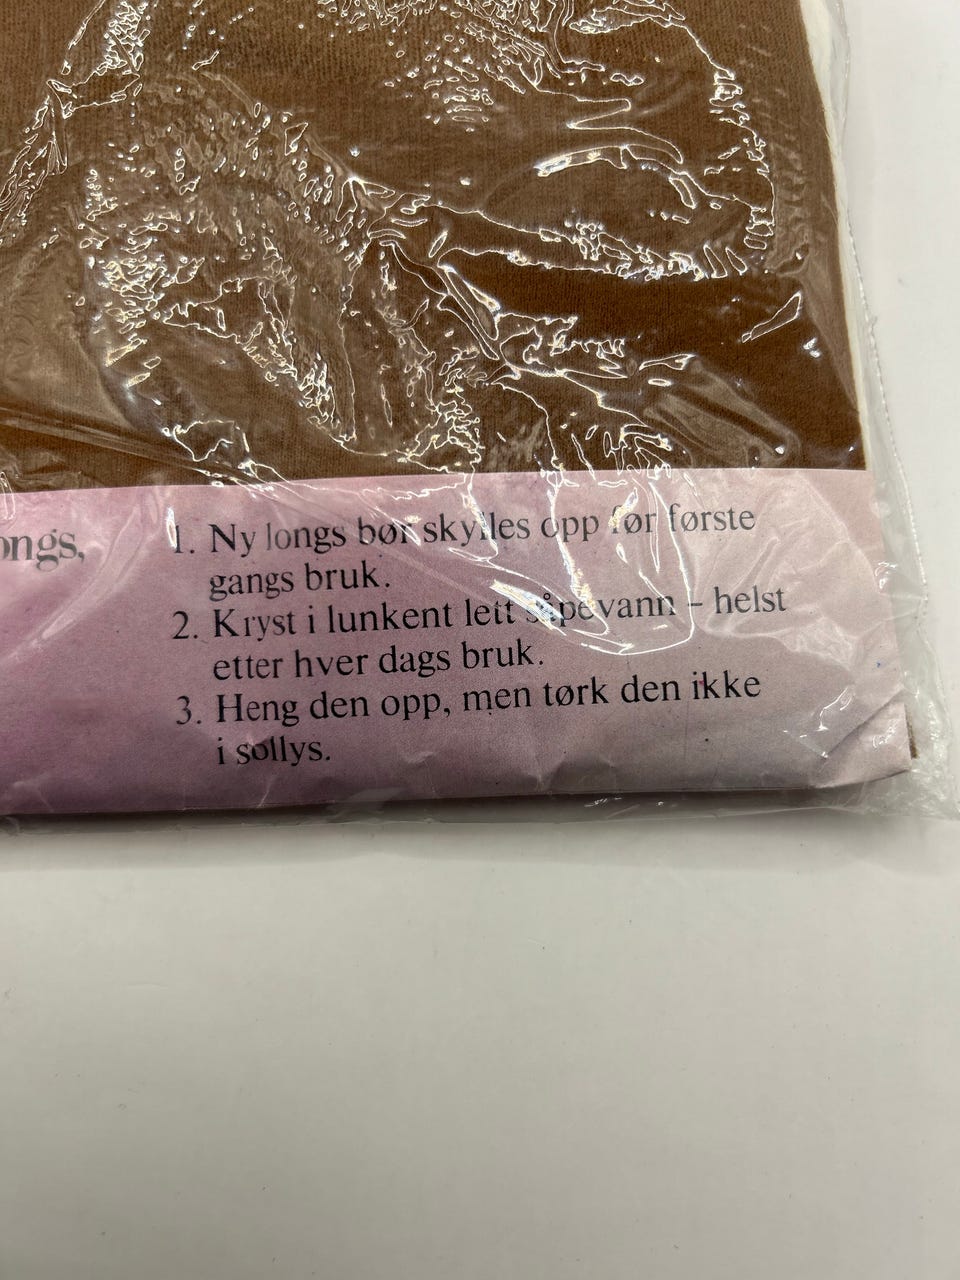 ongs,
1. Ny longs bør skylles opp før første
gangs bruk.
2. Kryst i lunkent lett såpevann – helst
etter hver dags bruk.
3. Heng den opp, men tørk den ikke
i sollys.